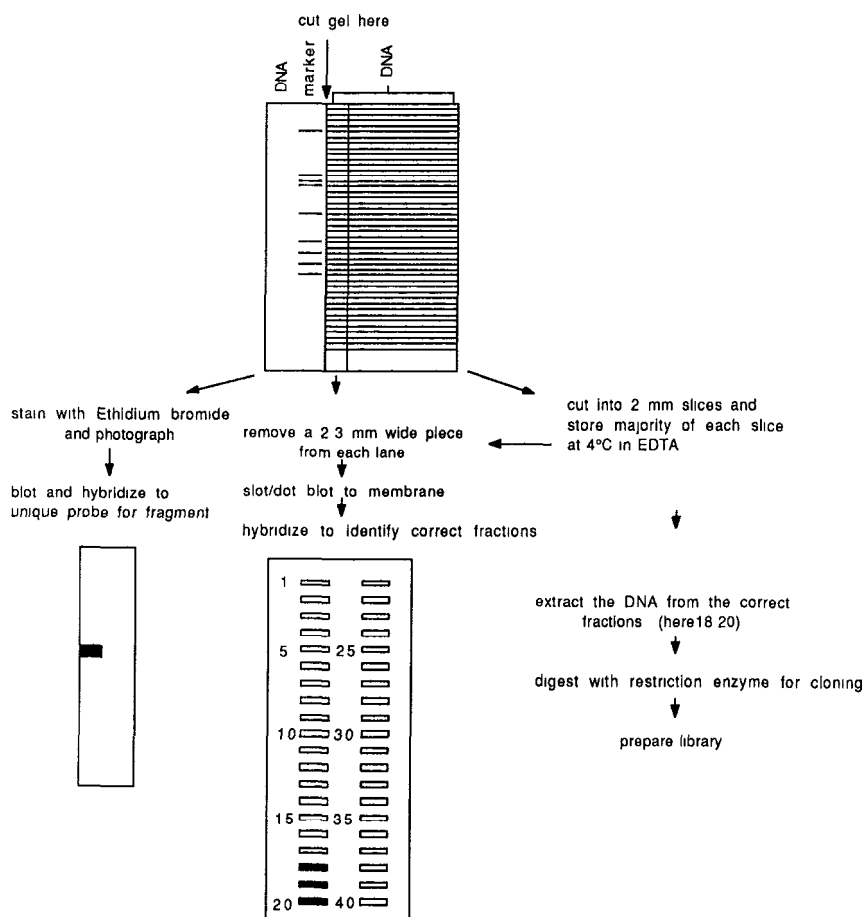 cut gel here
DNA
marker
DNA
stain with Ethidium bromide
and photograph
blot and hybridize to
unique probe for fragment
remove a 2 3 mm wide piece
from each lane
slot/dot blot to membrane
hybridize to identify correct fractions
cut into 2 mm slices and
store majority of each slice
at 4°C in EDTA
extract the DNA from the correct
fractions (here18 20)
digest with restriction enzyme for cloning
prepare library
1
5 25
10 30
15 35
20 40